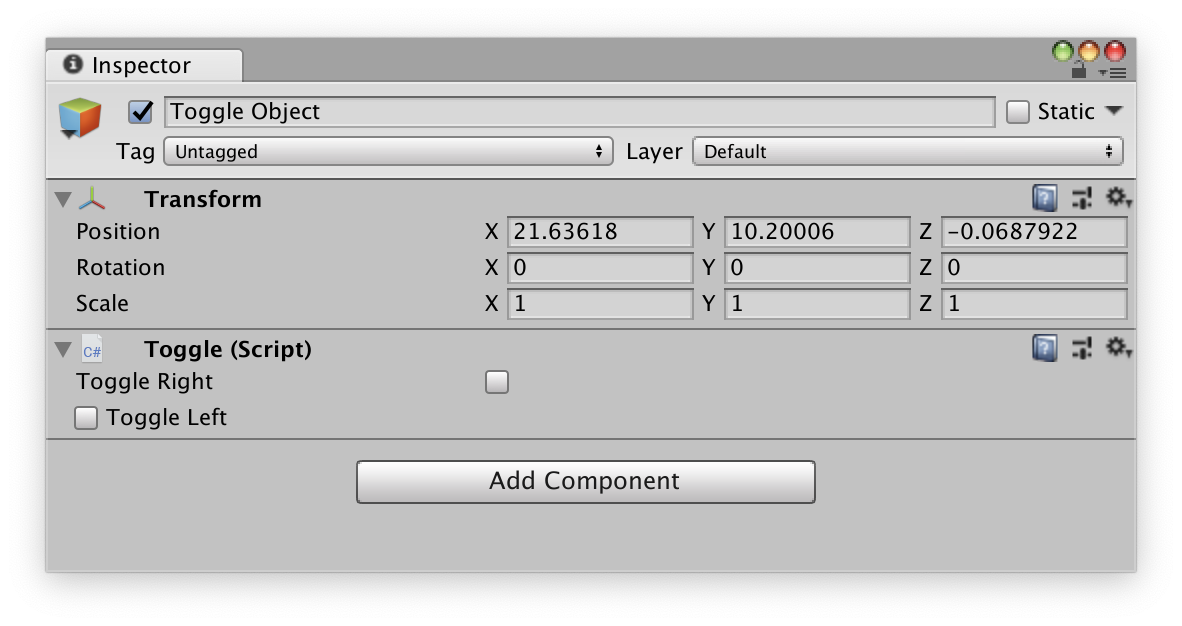 Inspector
Toggle Object Static
Tag Untagged Layer Default
Transform
Position X 21.63618 Y 10.20006 Z -0.0687922
Rotation X 0 Y 0 Z 0
Scale X 1 Y 1 Z 1
C# Toggle (Script)
Toggle Right
Toggle Left
Add Component